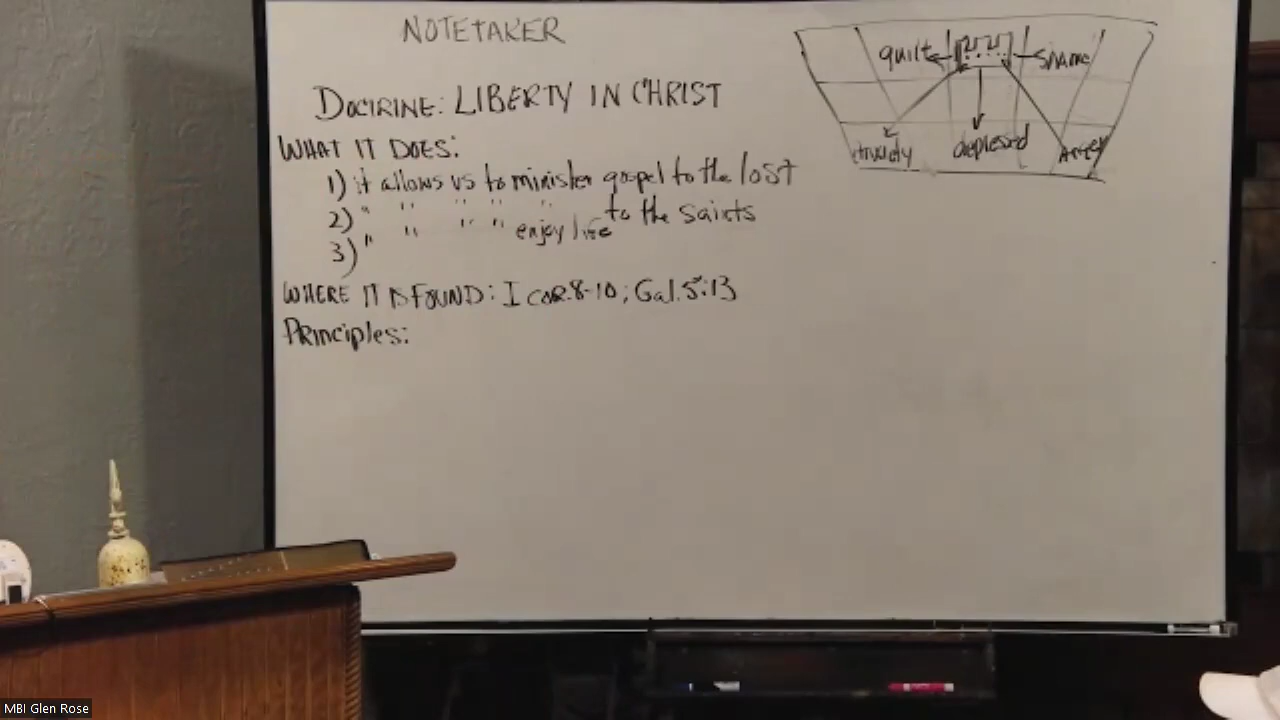 NOTETAKER
DOCTRINE: LIBERTY IN CHRIST
WHAT IT DOES:
1) it allows us to minister gospel to the lost
2) " " " " " to the saints
3) " " " " enjoy life
WHERE IT IS FOUND: I COR. 8-10; Gal. 5:13
PRinciples:
guilt ?.?.? shame
depressed
MBI Glen Rose